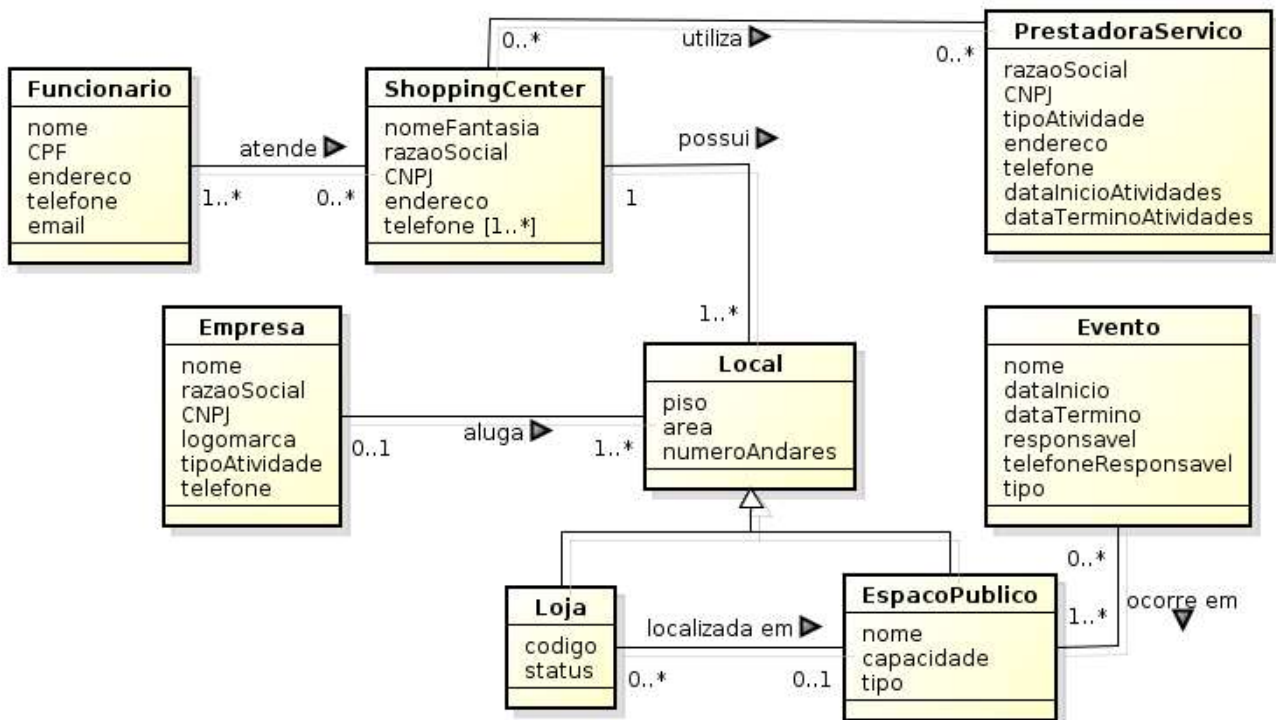 PrestadoraServico
razaoSocial
CNPJ
tipoAtividade
endereco
telefone
dataInicioAtividades
dataTerminoAtividades
0..*
utiliza
0..*
Funcionario
nome
CPF
endereco
telefone
email
atende
1..*
0..*
ShoppingCenter
nomeFantasia
razaoSocial
CNPJ
endereco
telefone [1..*]
possui
1
1..*
Empresa
nome
razaoSocial
CNPJ
logomarca
tipoAtividade
telefone
0..1
aluga
1..*
Local
piso
area
numeroAndares
Evento
nome
dataInicio
dataTermino
responsavel
telefoneResponsavel
tipo
0..*
1..*
ocorre em
Loja
codigo
status
localizada em
0..*
0..1
EspacoPublico
nome
capacidade
tipo